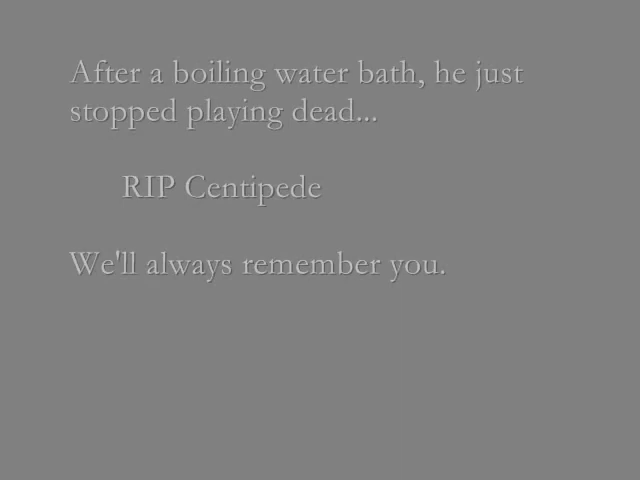 After a boiling water bath, he just
stopped playing dead...
RIP Centipede
We'll always remember you.